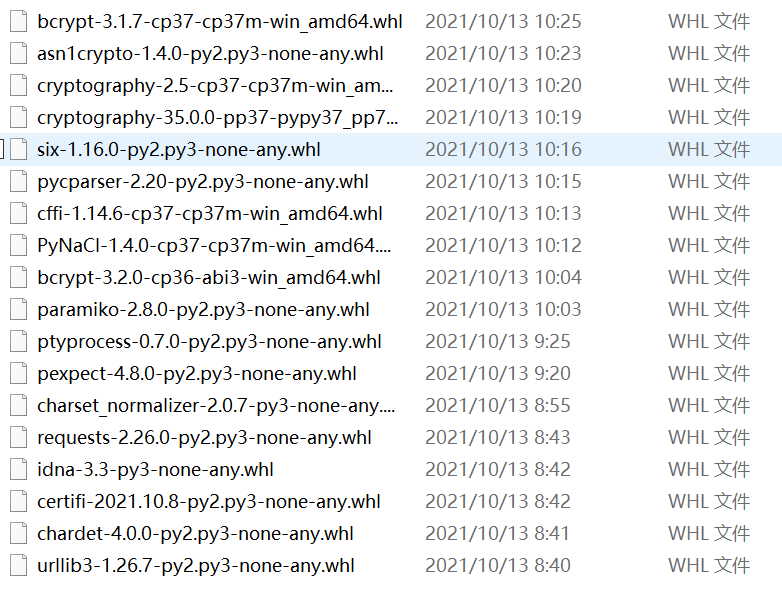 bcrypt-3.1.7-cp37-cp37m-win_amd64.whl 2021/10/13 10:25 WHL 文件
asn1crypto-1.4.0-py2.py3-none-any.whl 2021/10/13 10:23 WHL 文件
cryptography-2.5-cp37-cp37m-win_am... 2021/10/13 10:20 WHL 文件
cryptography-35.0.0-pp37-pypy37_pp7... 2021/10/13 10:19 WHL 文件
six-1.16.0-py2.py3-none-any.whl 2021/10/13 10:16 WHL 文件
pycparser-2.20-py2.py3-none-any.whl 2021/10/13 10:15 WHL 文件
cffi-1.14.6-cp37-cp37m-win_amd64.whl 2021/10/13 10:13 WHL 文件
PyNaCl-1.4.0-cp37-cp37m-win_amd64.... 2021/10/13 10:12 WHL 文件
bcrypt-3.2.0-cp36-abi3-win_amd64.whl 2021/10/13 10:04 WHL 文件
paramiko-2.8.0-py2.py3-none-any.whl 2021/10/13 10:03 WHL 文件
ptyprocess-0.7.0-py2.py3-none-any.whl 2021/10/13 9:25 WHL 文件
pexpect-4.8.0-py2.py3-none-any.whl 2021/10/13 9:20 WHL 文件
charset_normalizer-2.0.7-py3-none-any.... 2021/10/13 8:55 WHL 文件
requests-2.26.0-py2.py3-none-any.whl 2021/10/13 8:43 WHL 文件
idna-3.3-py3-none-any.whl 2021/10/13 8:42 WHL 文件
certifi-2021.10.8-py2.py3-none-any.whl 2021/10/13 8:42 WHL 文件
chardet-4.0.0-py2.py3-none-any.whl 2021/10/13 8:41 WHL 文件
urllib3-1.26.7-py2.py3-none-any.whl 2021/10/13 8:40 WHL 文件